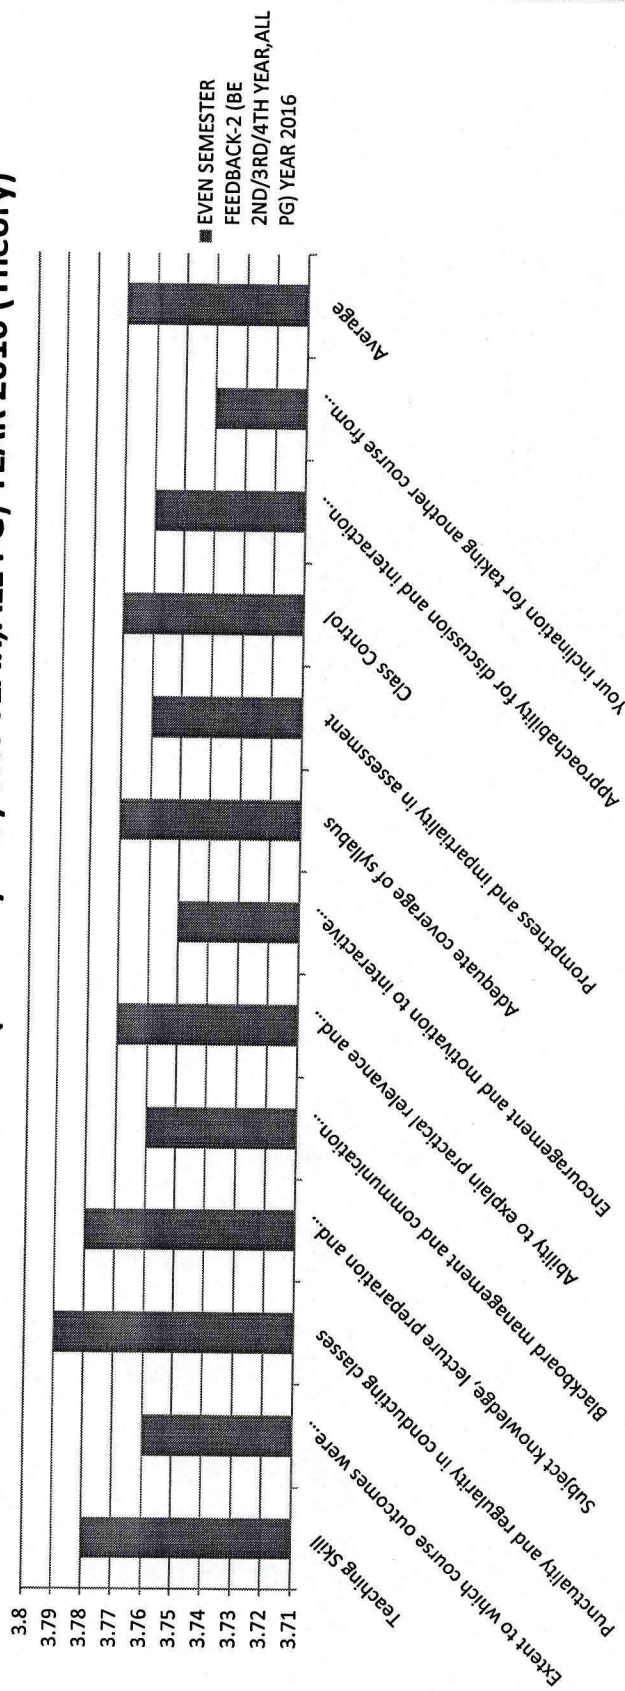 YEAR 2016 (Theory)
3.8
3.79
3.78
3.77
3.76
3.75
3.74
3.73
3.72
3.71
Teaching Skill
Extent to which course outcomes were...
Punctuality and regularity in conducting classes
Subject knowledge, lecture preparation and...
Blackboard management and communication...
Ability to explain practical relevance and...
Encouragement and motivation to interactive...
Adequate coverage of syllabus
Promptness and impartiality in assessment
Class Control
Approachability for discussion and interaction...
Your inclination for taking another course from...
Average
EVEN SEMESTER
FEEDBACK-2 (BE
2ND/3RD/4TH YEAR,ALL
PG) YEAR 2016